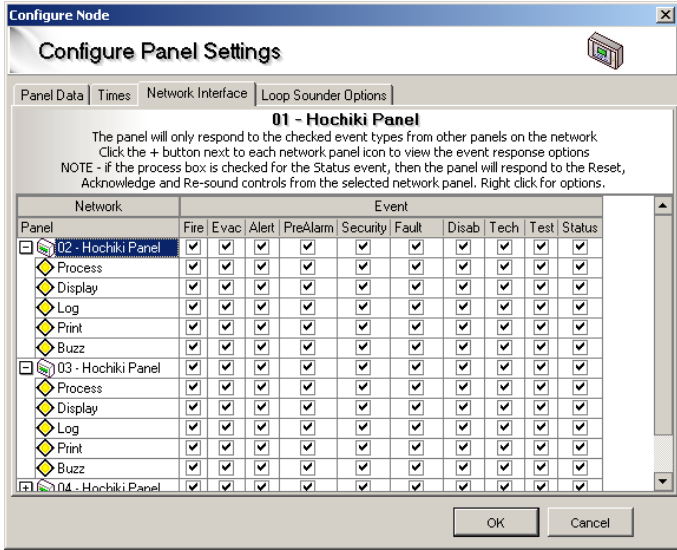 Configure Node
Configure Panel Settings
Panel Data Times Network Interface Loop Sounder Options
01 - Hochiki Panel
The panel will only respond to the checked event types from other panels on the network
Click the + button next to each network panel icon to view the event response options
NOTE - if the process box is checked for the Status event, then the panel will respond to the Reset,
Acknowledge and Re-sound controls from the selected network panel. Right click for options.
Network Event
Panel Fire Evac Alert PreAlarm Security Fault Disab Tech Test Status
02 - Hochiki Panel
Process
Display
Log
Print
Buzz
03 - Hochiki Panel
Process
Display
Log
Print
Buzz
04 - Hochiki Panel
OK Cancel